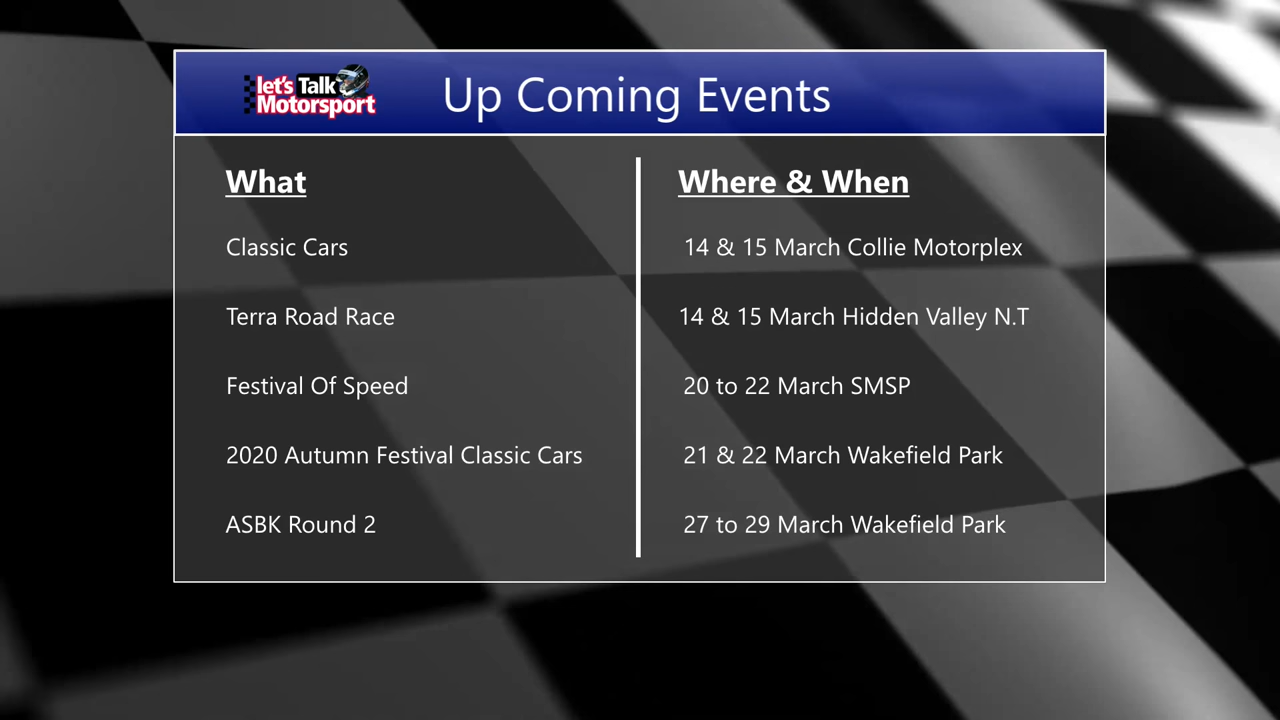 let's Talk
Motorsport
Up Coming Events
What
Where & When
Classic Cars
14 & 15 March Collie Motorplex
Terra Road Race
14 & 15 March Hidden Valley N.T
Festival Of Speed
20 to 22 March SMSP
2020 Autumn Festival Classic Cars
21 & 22 March Wakefield Park
ASBK Round 2
27 to 29 March Wakefield Park